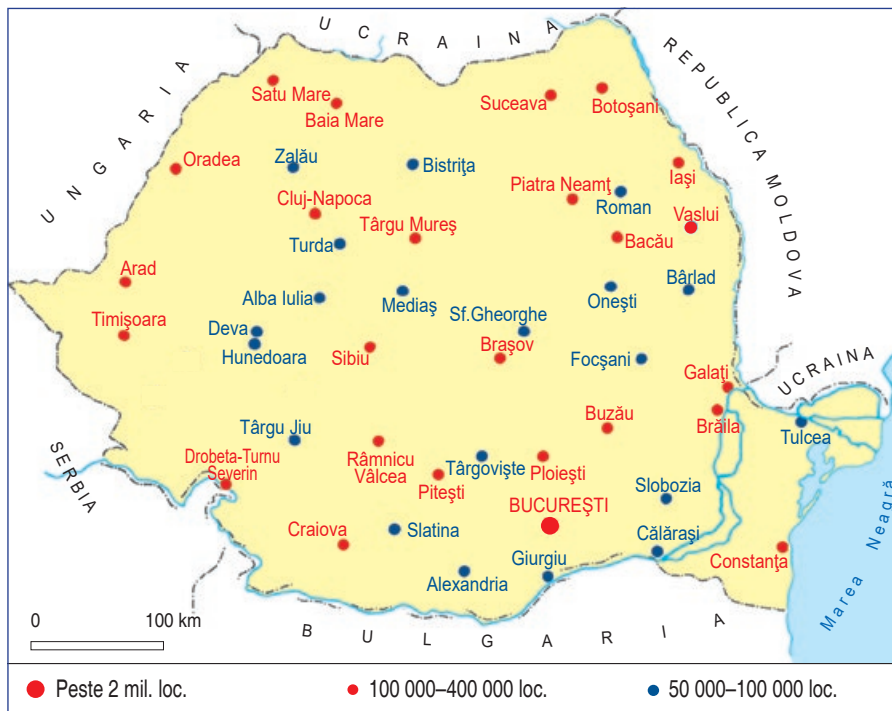 UCRAINA
UNGARIA
REPUBLICA MOLDOVA
Satu Mare
Baia Mare
Suceava
Botoşani
Oradea
Zalău
Bistriţa
Iaşi
Piatra Neamţ
Roman
Cluj-Napoca
Târgu Mureş
Vaslui
Turda
Bacău
Arad
Bârlad
Alba Iulia
Mediaş
Oneşti
Timişoara
Deva
Sf.Gheorghe
Hunedoara
Sibiu
Braşov
Focşani
Galaţi
UCRAINA
Brăila
Buzău
Târgu Jiu
Tulcea
SERBIA
Drobeta-Turnu
Severin
Râmnicu
Vâlcea
Târgovişte
Ploieşti
Piteşti
Slobozia
BUCUREŞTI
Craiova
Slatina
Călăraşi
Constanţa
Giurgiu
Alexandria
Marea Neagră
0 100 km
BULGARIA
Peste 2 mil. loc.
100 000–400 000 loc.
50 000–100 000 loc.